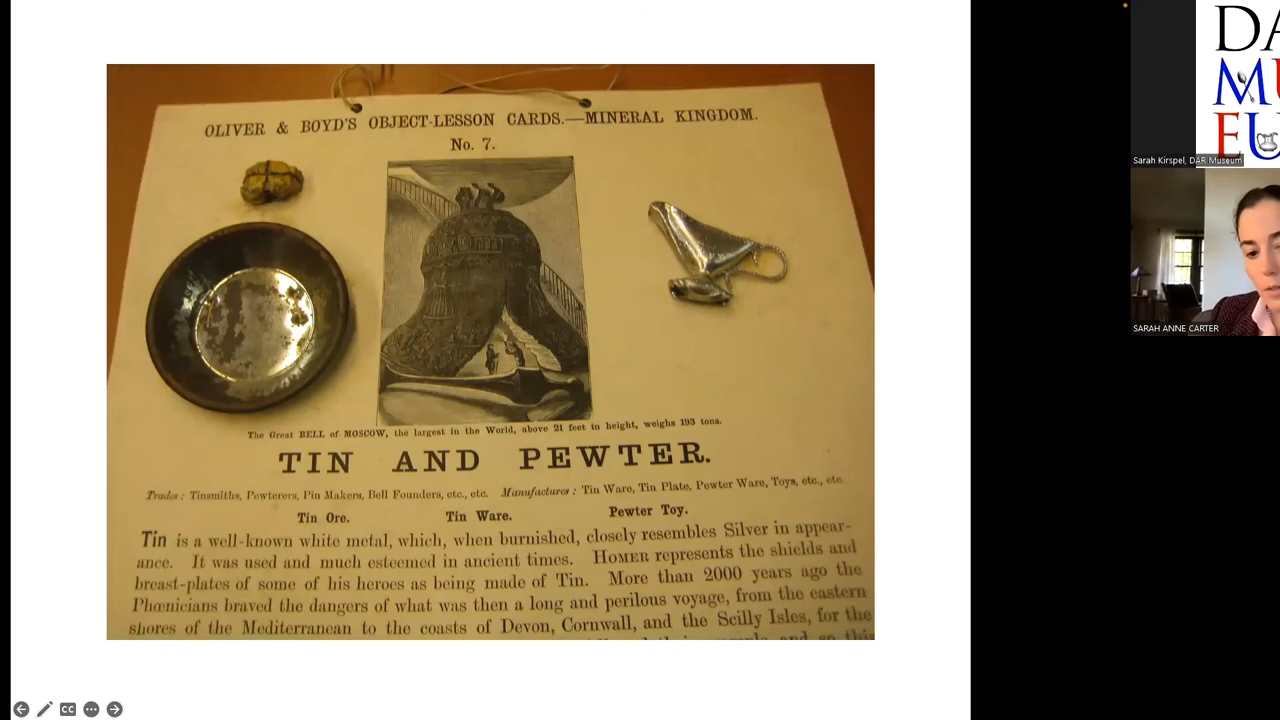 OLIVER & BOYD'S OBJECT-LESSON CARDS.—MINERAL KINGDOM.
No. 7.
The Great BELL of MOSCOW, the largest in the World, above 21 feet in height, weighs 193 tons.
TIN AND PEWTER.
Trades: Tinsmiths, Pewterers, Pin Makers, Bell Founders, etc., etc. Manufactures: Tin Ware, Tin Plate, Pewter Ware, Toys, etc., etc.
Tin Ore. Tin Ware. Pewter Toy.
Tin is a well-known white metal, which, when burnished, closely resembles Silver in appear-
ance. It was used and much esteemed in ancient times. HOMER represents the shields and
breast-plates of some of his heroes as being made of Tin. More than 2000 years ago the
Phœnicians braved the dangers of what was then a long and perilous voyage, from the eastern
shores of the Mediterranean to the coasts of Devon, Cornwall, and the Scilly Isles, for the
DA
MU
EU
Sarah Kirspel, DAR Museum
SARAH ANNE CARTER
CC